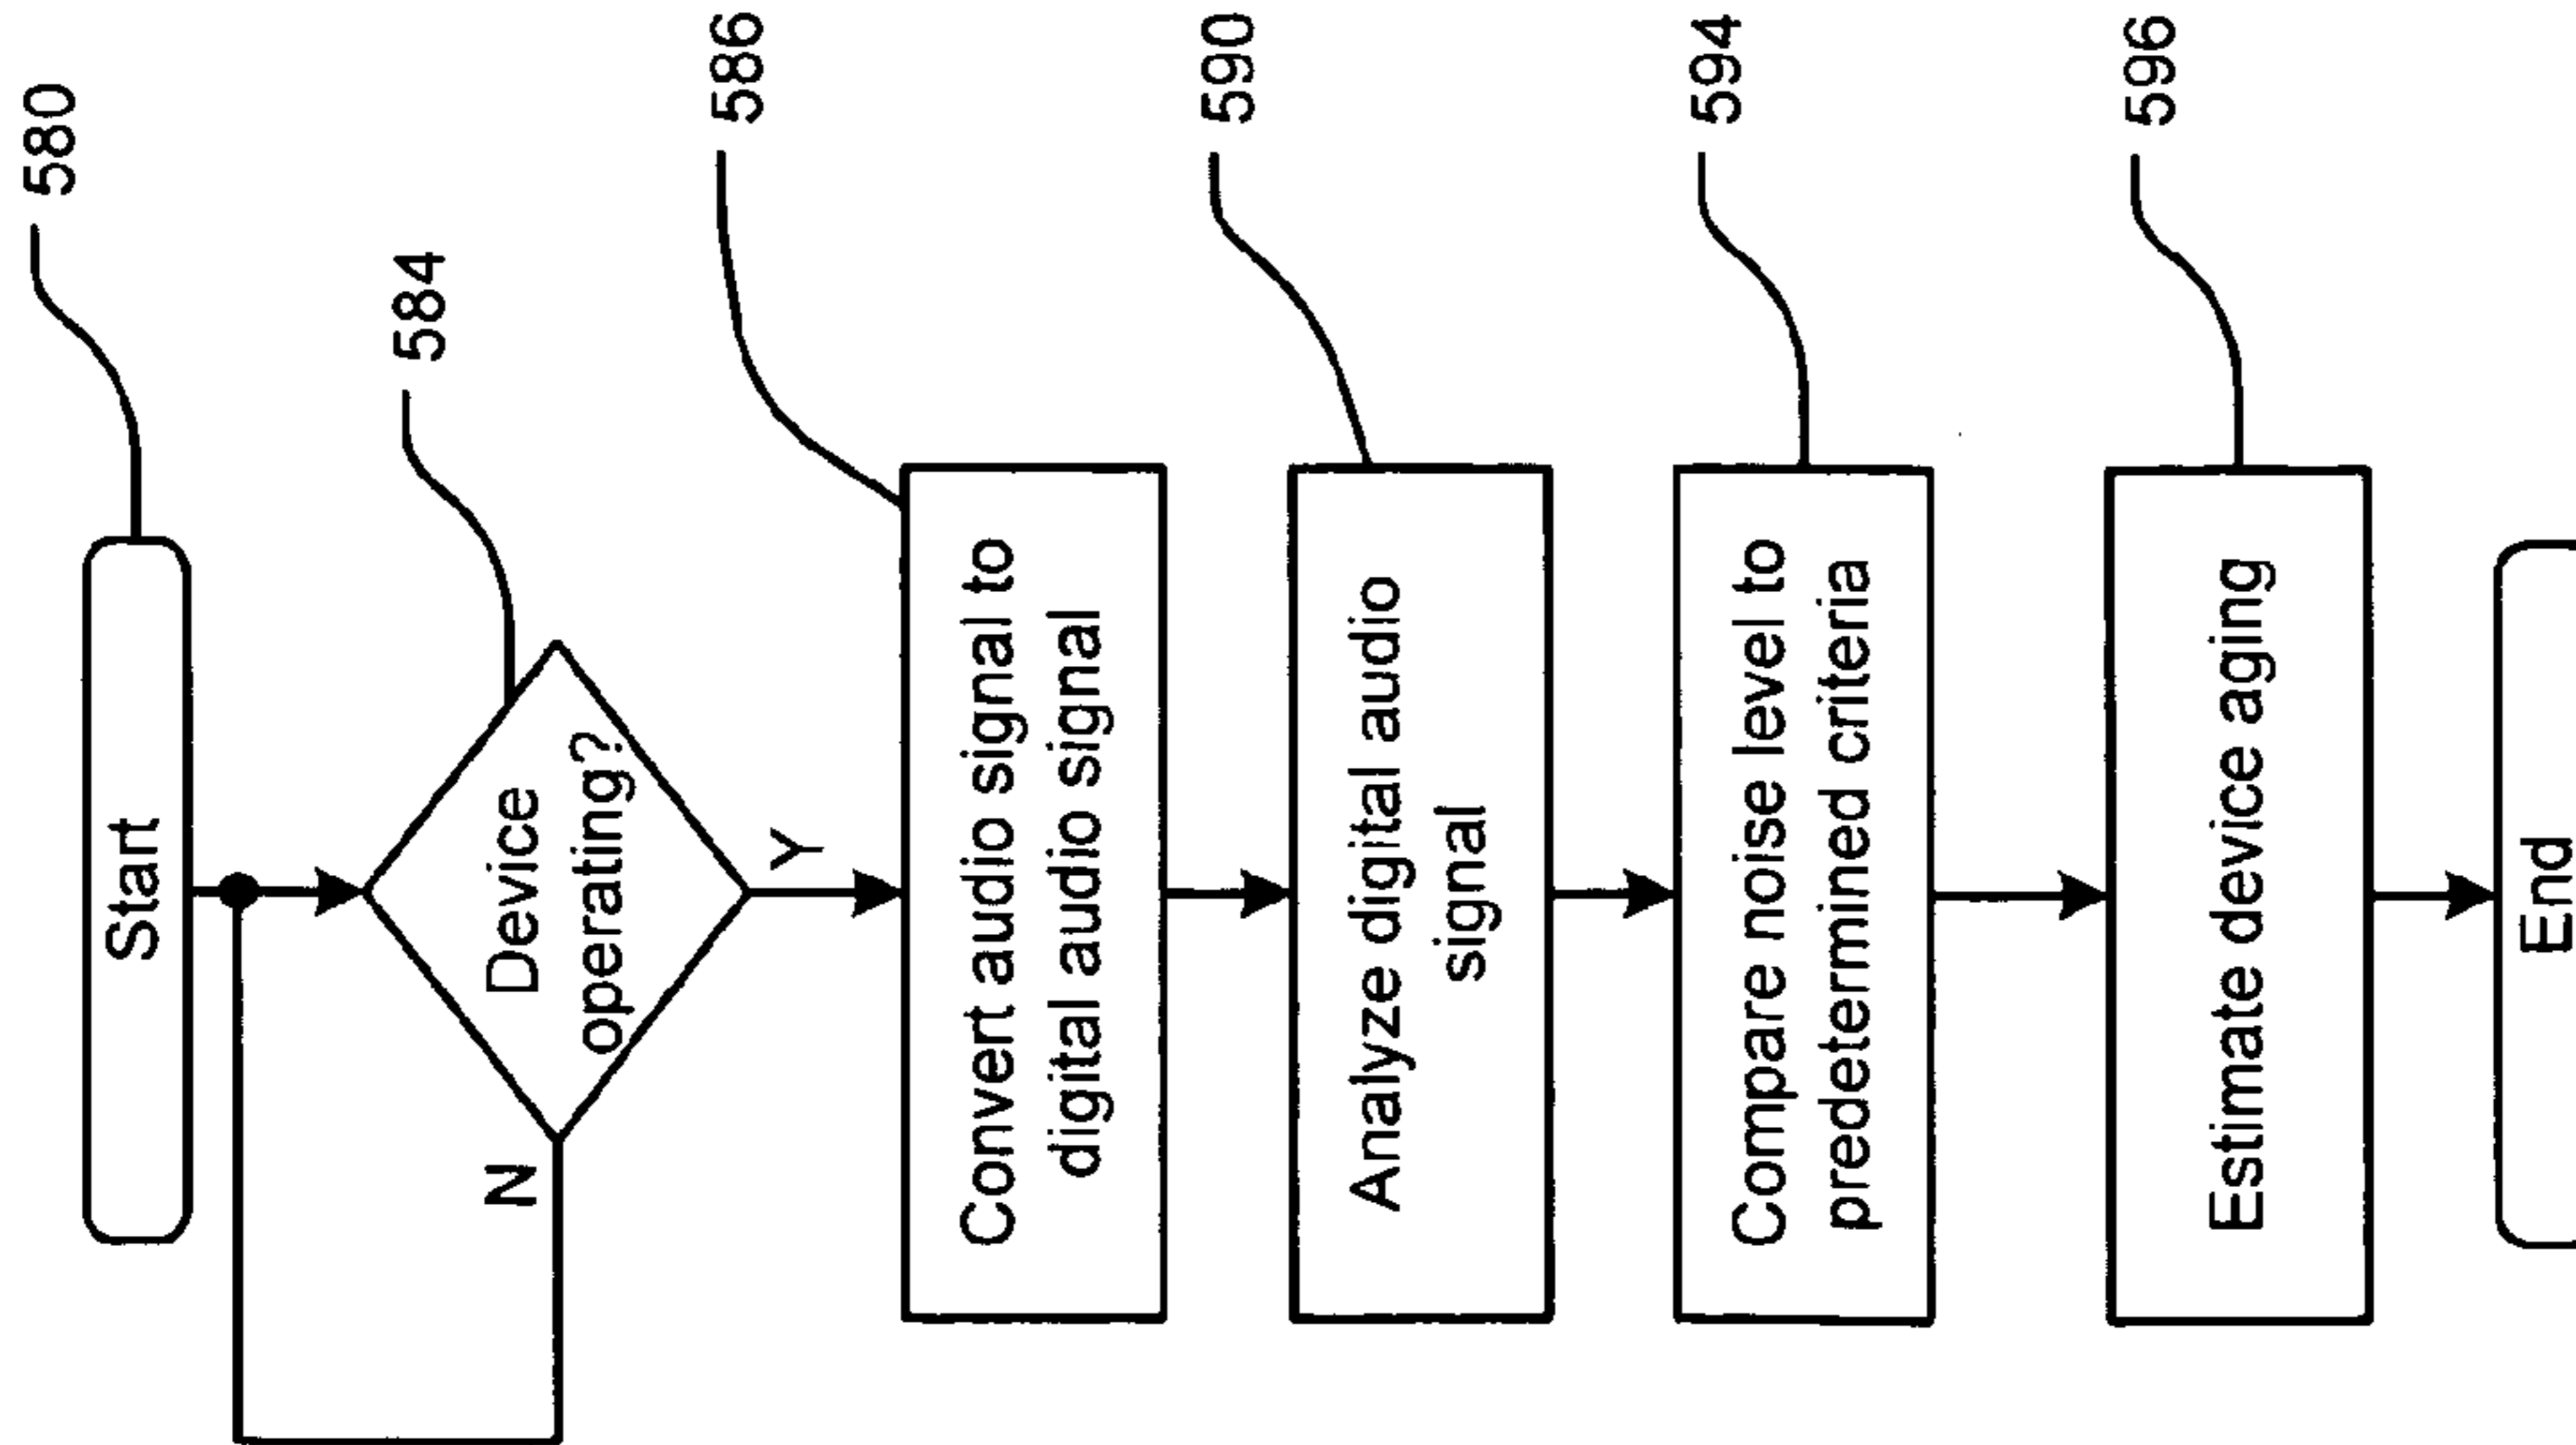 580
Start
584
Device
operating?
N
Y
586
Convert audio signal to
digital audio signal
590
Analyze digital audio
signal
594
Compare noise level to
predetermined criteria
596
Estimate device aging
End